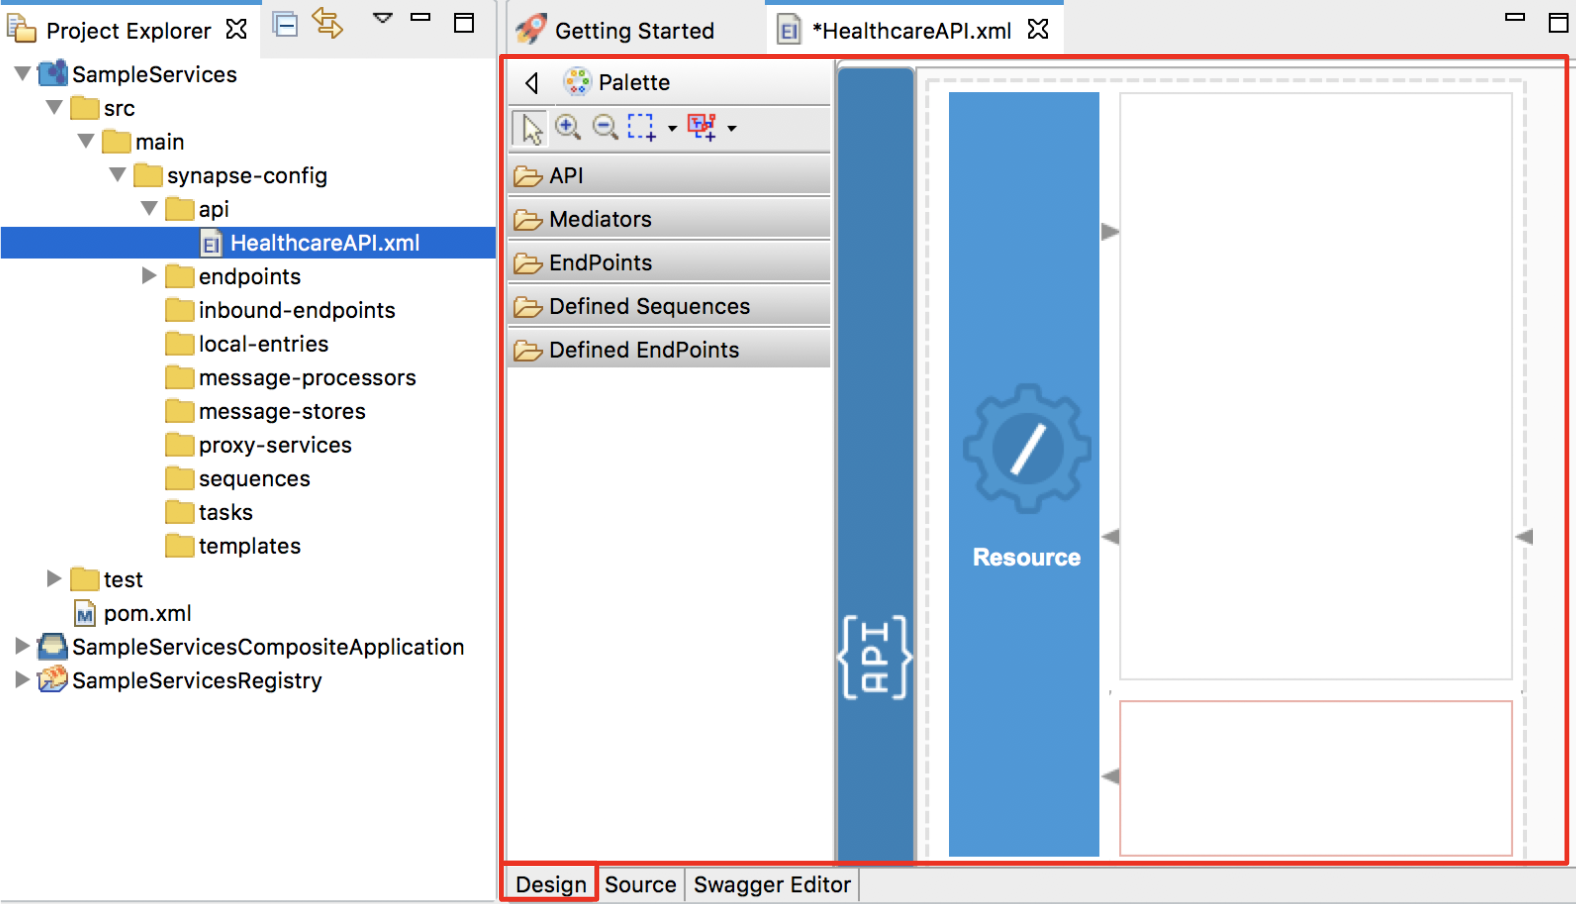 Project Explorer
Getting Started
EI
*HealthcareAPI.xml
SampleServices
src
main
synapse-config
api
EI HealthcareAPI.xml
endpoints
inbound-endpoints
local-entries
message-processors
message-stores
proxy-services
sequences
tasks
templates
test
M pom.xml
SampleServicesCompositeApplication
SampleServicesRegistry
Palette
API
Mediators
EndPoints
Defined Sequences
Defined EndPoints
{API}
Resource
Design
Source
Swagger Editor